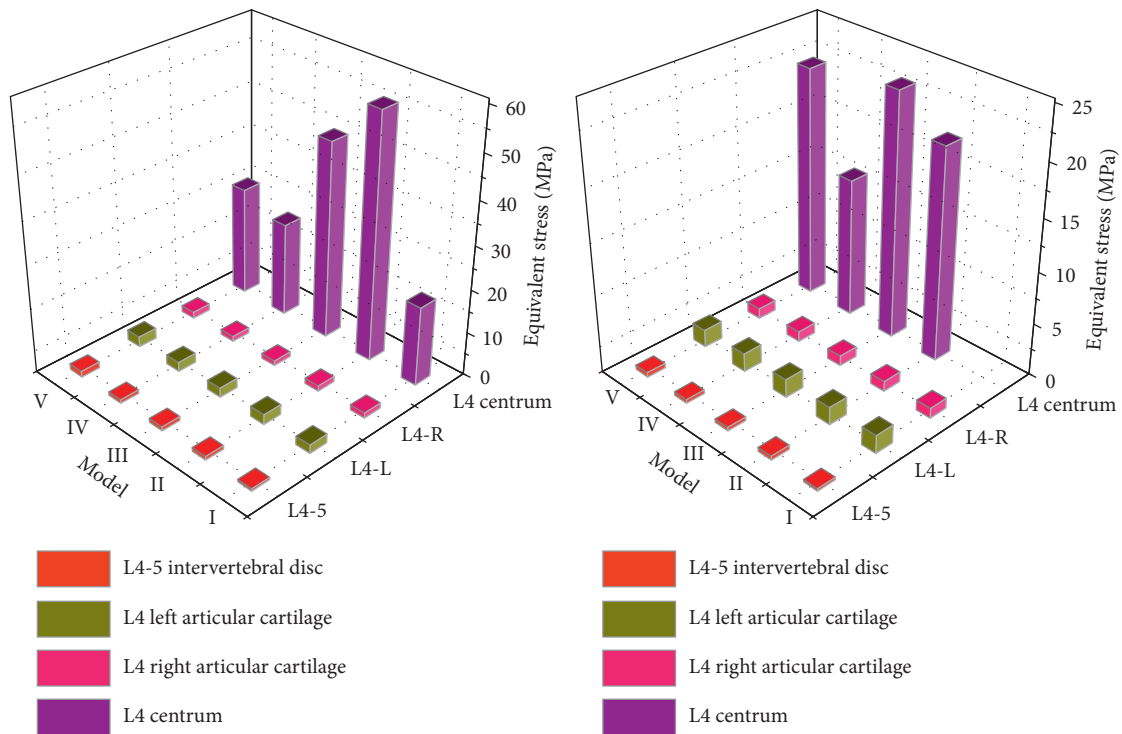 60
50
40
30
20
10
0
Equivalent stress (MPa)
V
IV
III
II
I
Model
L4-5
L4-L
L4-R
L4 centrum
L4-5 intervertebral disc
L4 left articular cartilage
L4 right articular cartilage
L4 centrum
25
20
15
10
5
0
Equivalent stress (MPa)
V
IV
III
II
I
Model
L4-5
L4-L
L4-R
L4 centrum
L4-5 intervertebral disc
L4 left articular cartilage
L4 right articular cartilage
L4 centrum